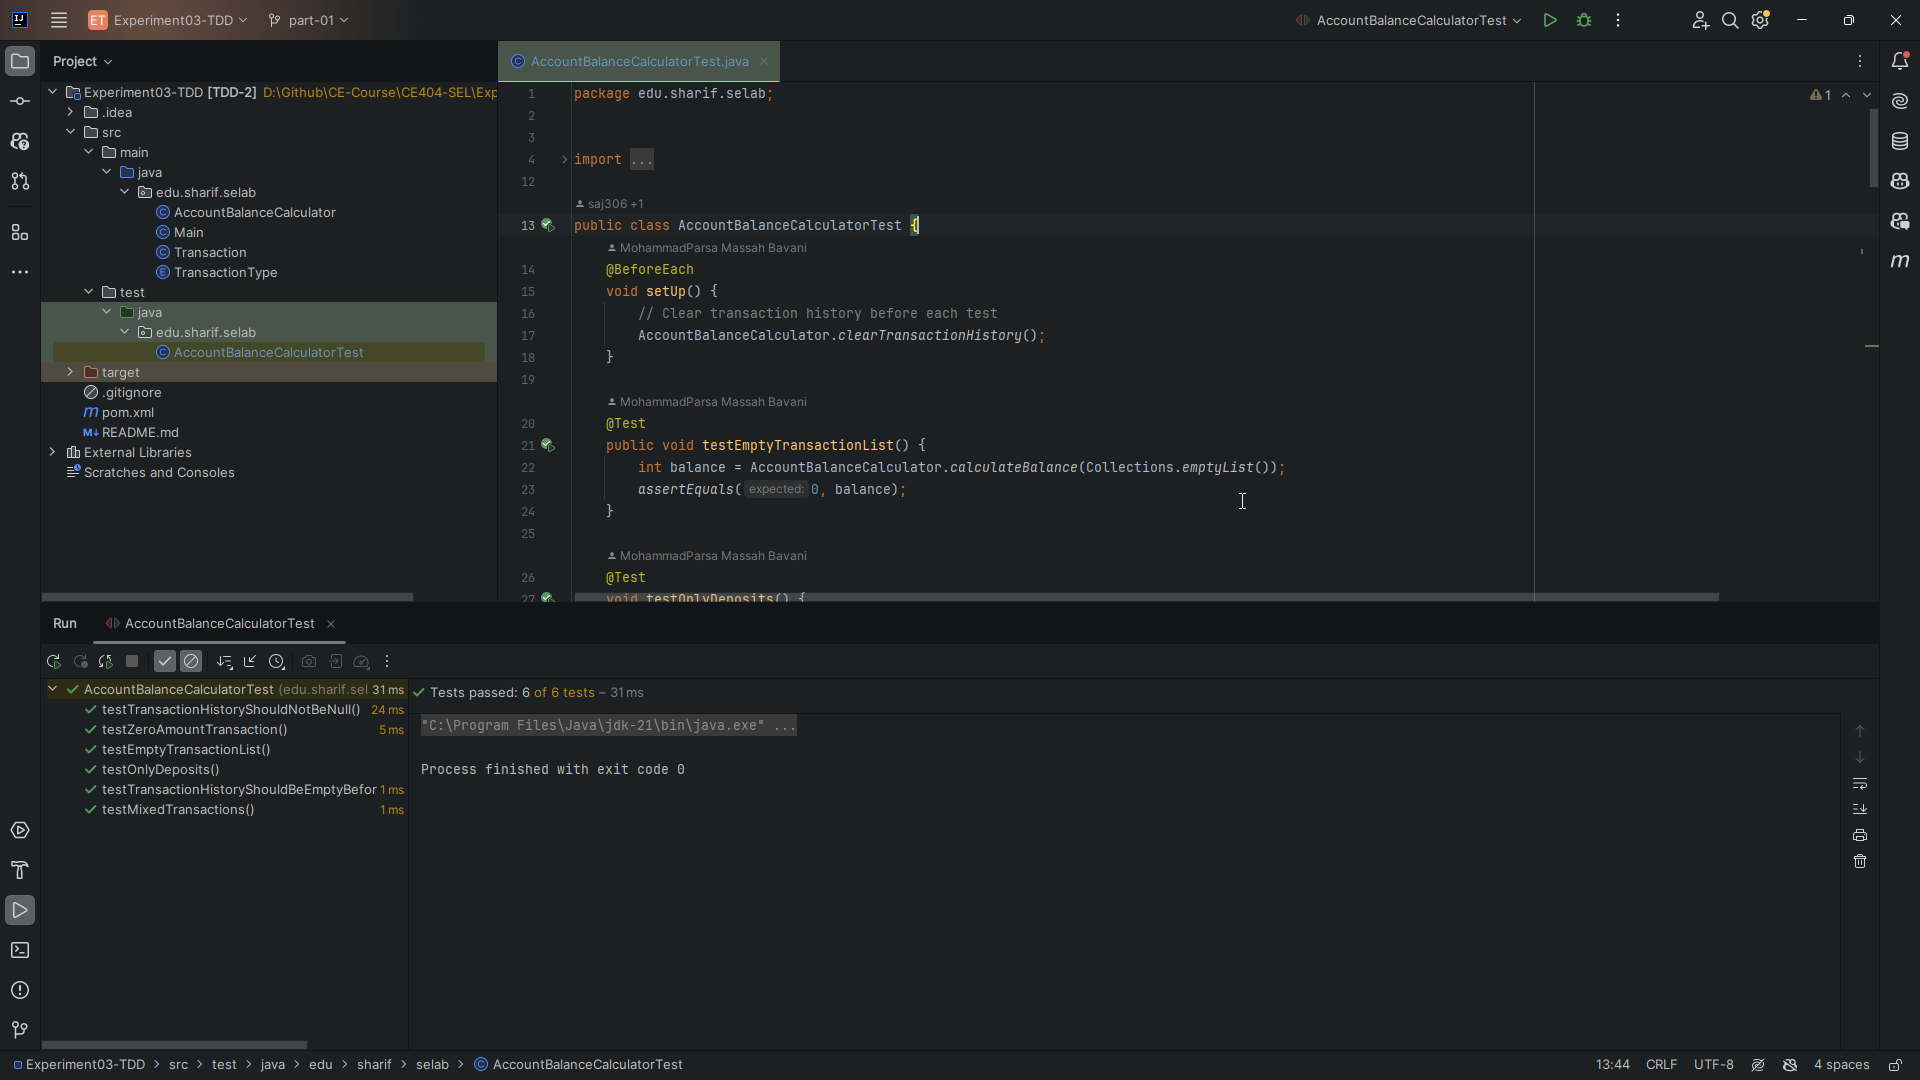 ET Experiment03-TDD part-01 AccountBalanceCalculatorTest
Project
Experiment03-TDD [TDD-2] D:\Github\CE-Course\CE404-SEL\Exp
.idea
src
main
java
edu.sharif.selab
AccountBalanceCalculator
Main
Transaction
TransactionType
test
java
edu.sharif.selab
AccountBalanceCalculatorTest
target
.gitignore
pom.xml
README.md
External Libraries
Scratches and Consoles
AccountBalanceCalculatorTest.java
1 package edu.sharif.selab;
2
3
4 import ...
12
saj306 +1
13 public class AccountBalanceCalculatorTest {
MohammadParsa Massah Bavani
14 @BeforeEach
15 void setUp() {
16 // Clear transaction history before each test
17 AccountBalanceCalculator.clearTransactionHistory();
18 }
19
MohammadParsa Massah Bavani
20 @Test
21 public void testEmptyTransactionList() {
22 int balance = AccountBalanceCalculator.calculateBalance(Collections.emptyList());
23 assertEquals( expected: 0, balance);
24 }
25
MohammadParsa Massah Bavani
26 @Test
27 void testOnlyDeposits() {
1
Run AccountBalanceCalculatorTest
AccountBalanceCalculatorTest (edu.sharif.sel 31 ms
testTransactionHistoryShouldNotBeNull() 24 ms
testZeroAmountTransaction() 5 ms
testEmptyTransactionList()
testOnlyDeposits()
testTransactionHistoryShouldBeEmptyBefor 1 ms
testMixedTransactions() 1 ms
Tests passed: 6 of 6 tests – 31 ms
"C:\Program Files\Java\jdk-21\bin\java.exe" ...
Process finished with exit code 0
Experiment03-TDD > src > test > java > edu > sharif > selab > AccountBalanceCalculatorTest
13:44 CRLF UTF-8 4 spaces